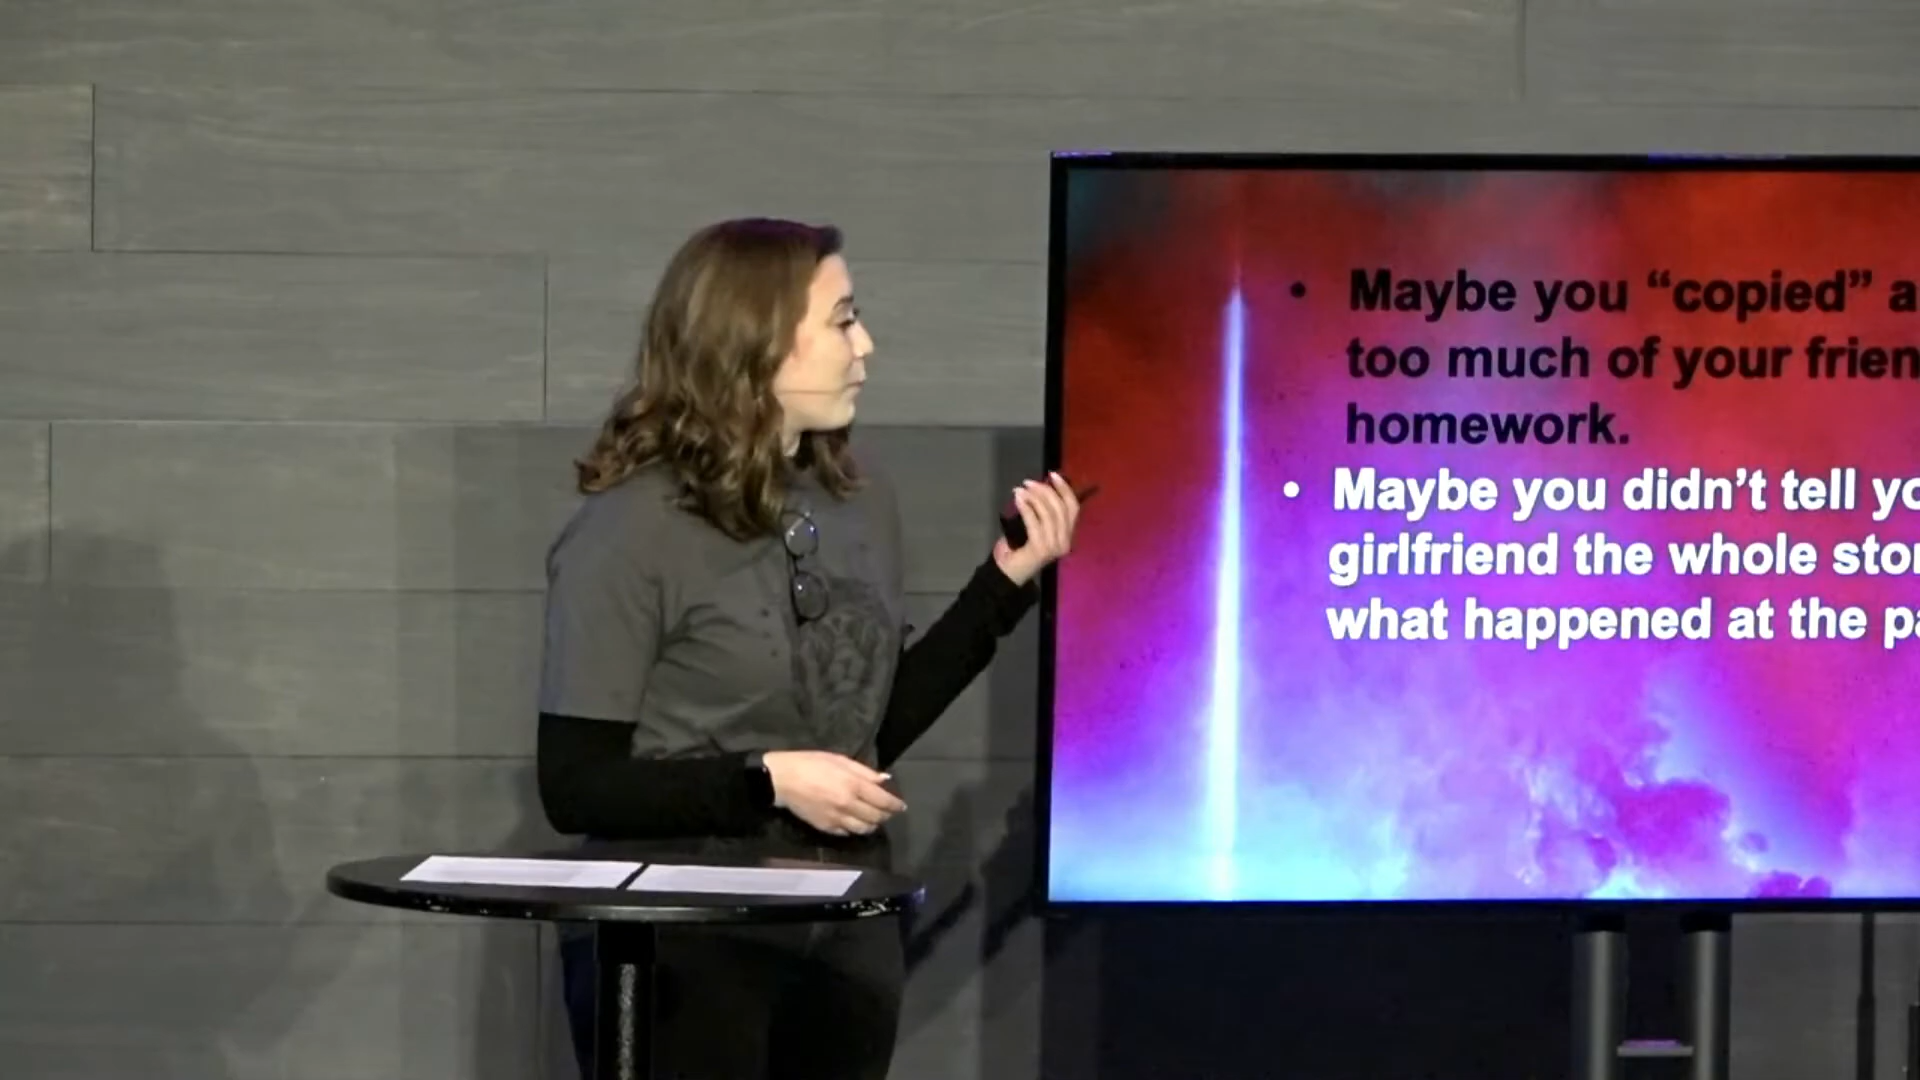 • Maybe you “copied” a
too much of your frien
homework.
• Maybe you didn’t tell yo
girlfriend the whole stor
what happened at the pa